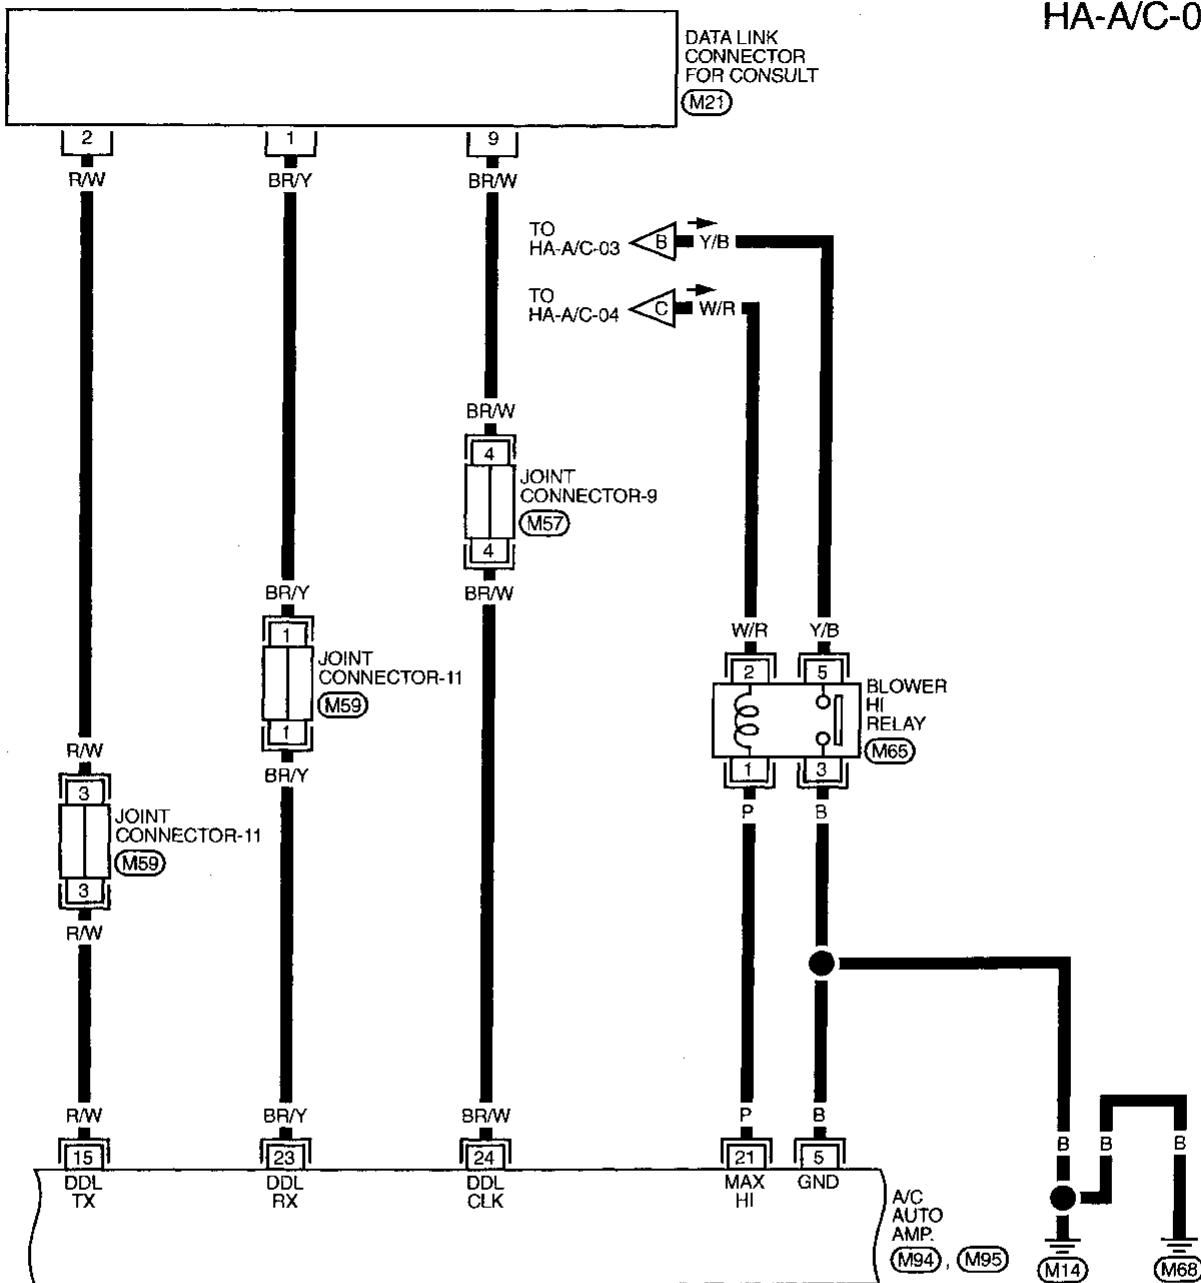 HA-A/C-0
DATA LINK
CONNECTOR
FOR CONSULT
M21
2 1 9
R/W BR/Y BR/W
TO
HA-A/C-03
B Y/B
TO
HA-A/C-04
C W/R
BR/W
4
JOINT
CONNECTOR-9
M57
4
BR/W
BR/Y
1
JOINT
CONNECTOR-11
M59
1
BR/Y
W/R Y/B
2 5
BLOWER
HI
RELAY
M65
1 3
P B
R/W
3
JOINT
CONNECTOR-11
M59
3
R/W
R/W BR/Y BR/W P B
B B B
15 23 24 21 5
DDL
TX
DDL
RX
DDL
CLK
MAX
HI
GND
A/C
AUTO
AMP.
M94 , M95
M14 M68